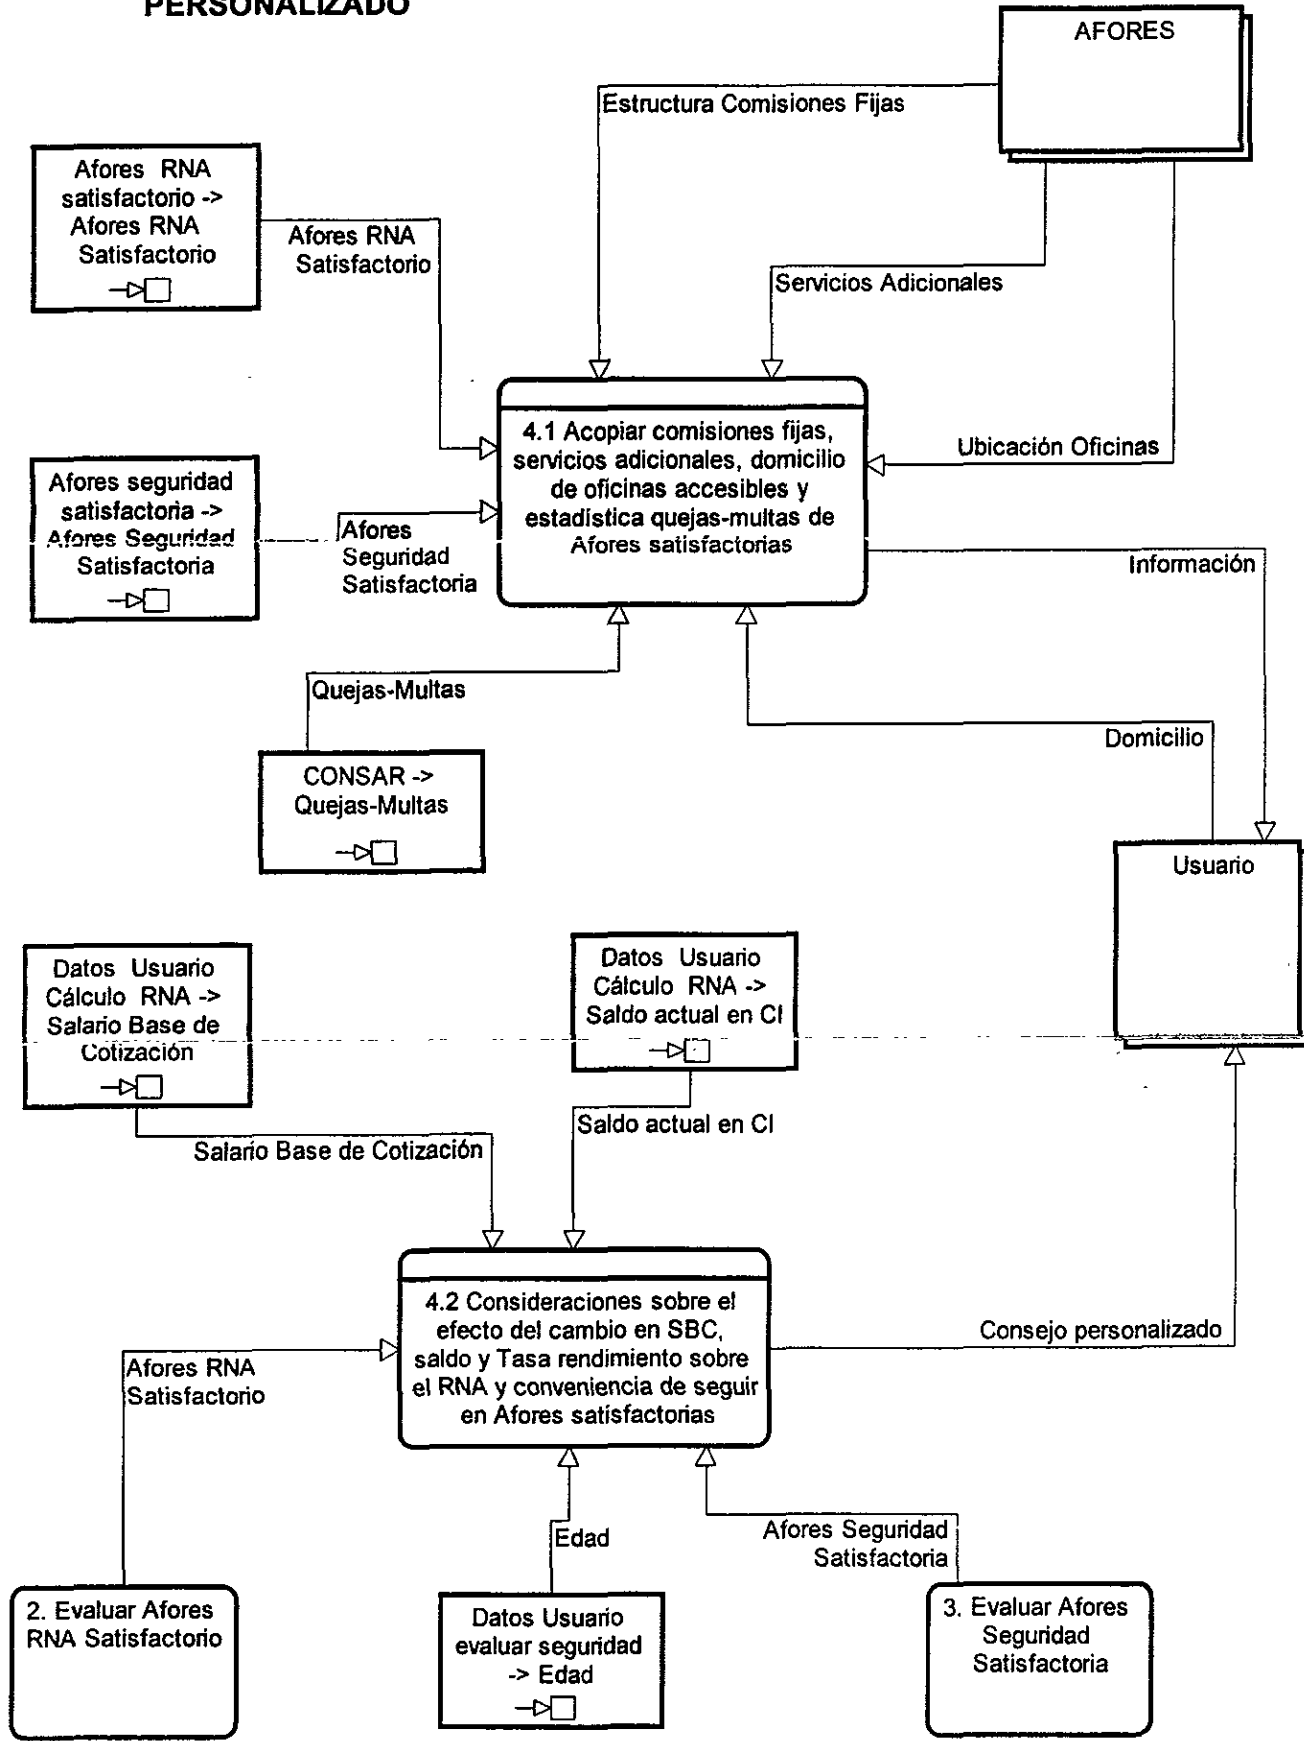 PERSONALIZADO
AFORES
Estructura Comisiones Fijas
Afores RNA
satisfactorio ->
Afores RNA
Satisfactorio
Afores RNA
Satisfactorio
Servicios Adicionales
4.1 Acopiar comisiones fijas,
servicios adicionales, domicilio
de oficinas accesibles y
estadística quejas-multas de
Afores satisfactorias
Ubicación Oficinas
Afores seguridad
satisfactoria ->
Afores Seguridad
Satisfactoria
Afores
Seguridad
Satisfactoria
Información
Quejas-Multas
Domicilio
CONSAR ->
Quejas-Multas
Usuario
Datos Usuario
Cálculo RNA ->
Salario Base de
Cotización
Datos Usuario
Cálculo RNA ->
Saldo actual en CI
Saldo actual en CI
Salario Base de Cotización
4.2 Consideraciones sobre el
efecto del cambio en SBC,
saldo y Tasa rendimiento sobre
el RNA y conveniencia de seguir
en Afores satisfactorias
Consejo personalizado
Afores RNA
Satisfactorio
Edad
Afores Seguridad
Satisfactoria
2. Evaluar Afores
RNA Satisfactorio
Datos Usuario
evaluar seguridad
-> Edad
3. Evaluar Afores
Seguridad
Satisfactoria